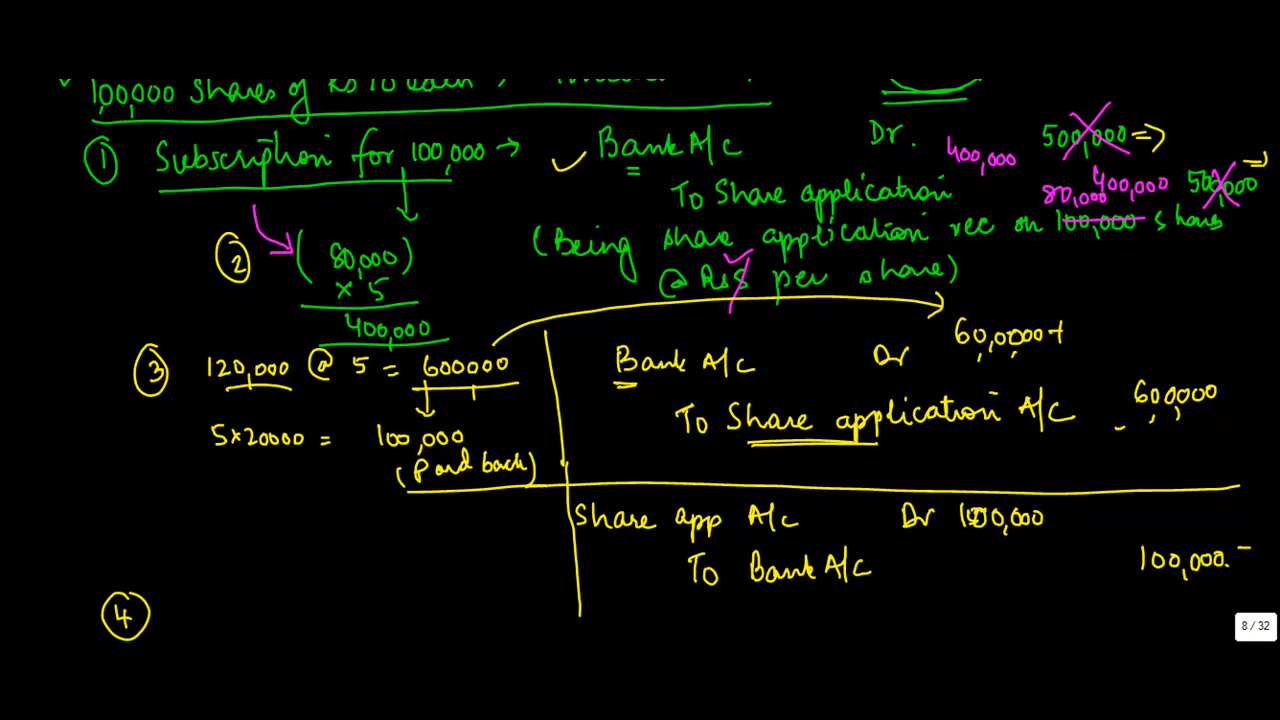 100,000 shares of Rs 10 each
① Subscription for 100,000 → Bank A/c Dr. 400,000 500,000 =>
To Share application 80,000 400,000 500,000 =>
(Being share application rec on 100,000 shares
@ Rs 5 per share)
② (80,000)
x 5
400,000
③ 120,000 @ 5 = 600000
5x20000 = 100,000
(Paid back)
Bank A/c Dr 60,0000+
To Share application A/c 600000
Share app A/c Dr 100,000
To Bank A/c 100,000.-
④
8 / 32